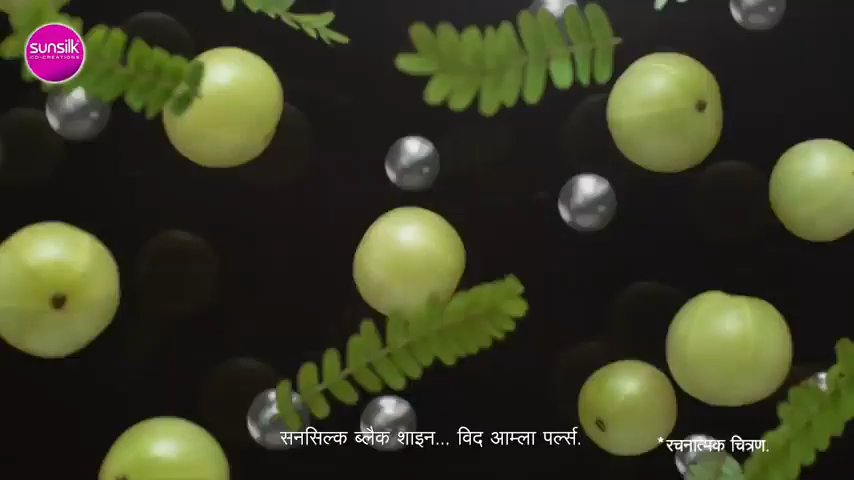 sunsilk
CO-CREATIONS
सनसिल्क ब्लैक शाइन... विद आम्ला पर्ल्स.
*रचनात्मक चित्रण.